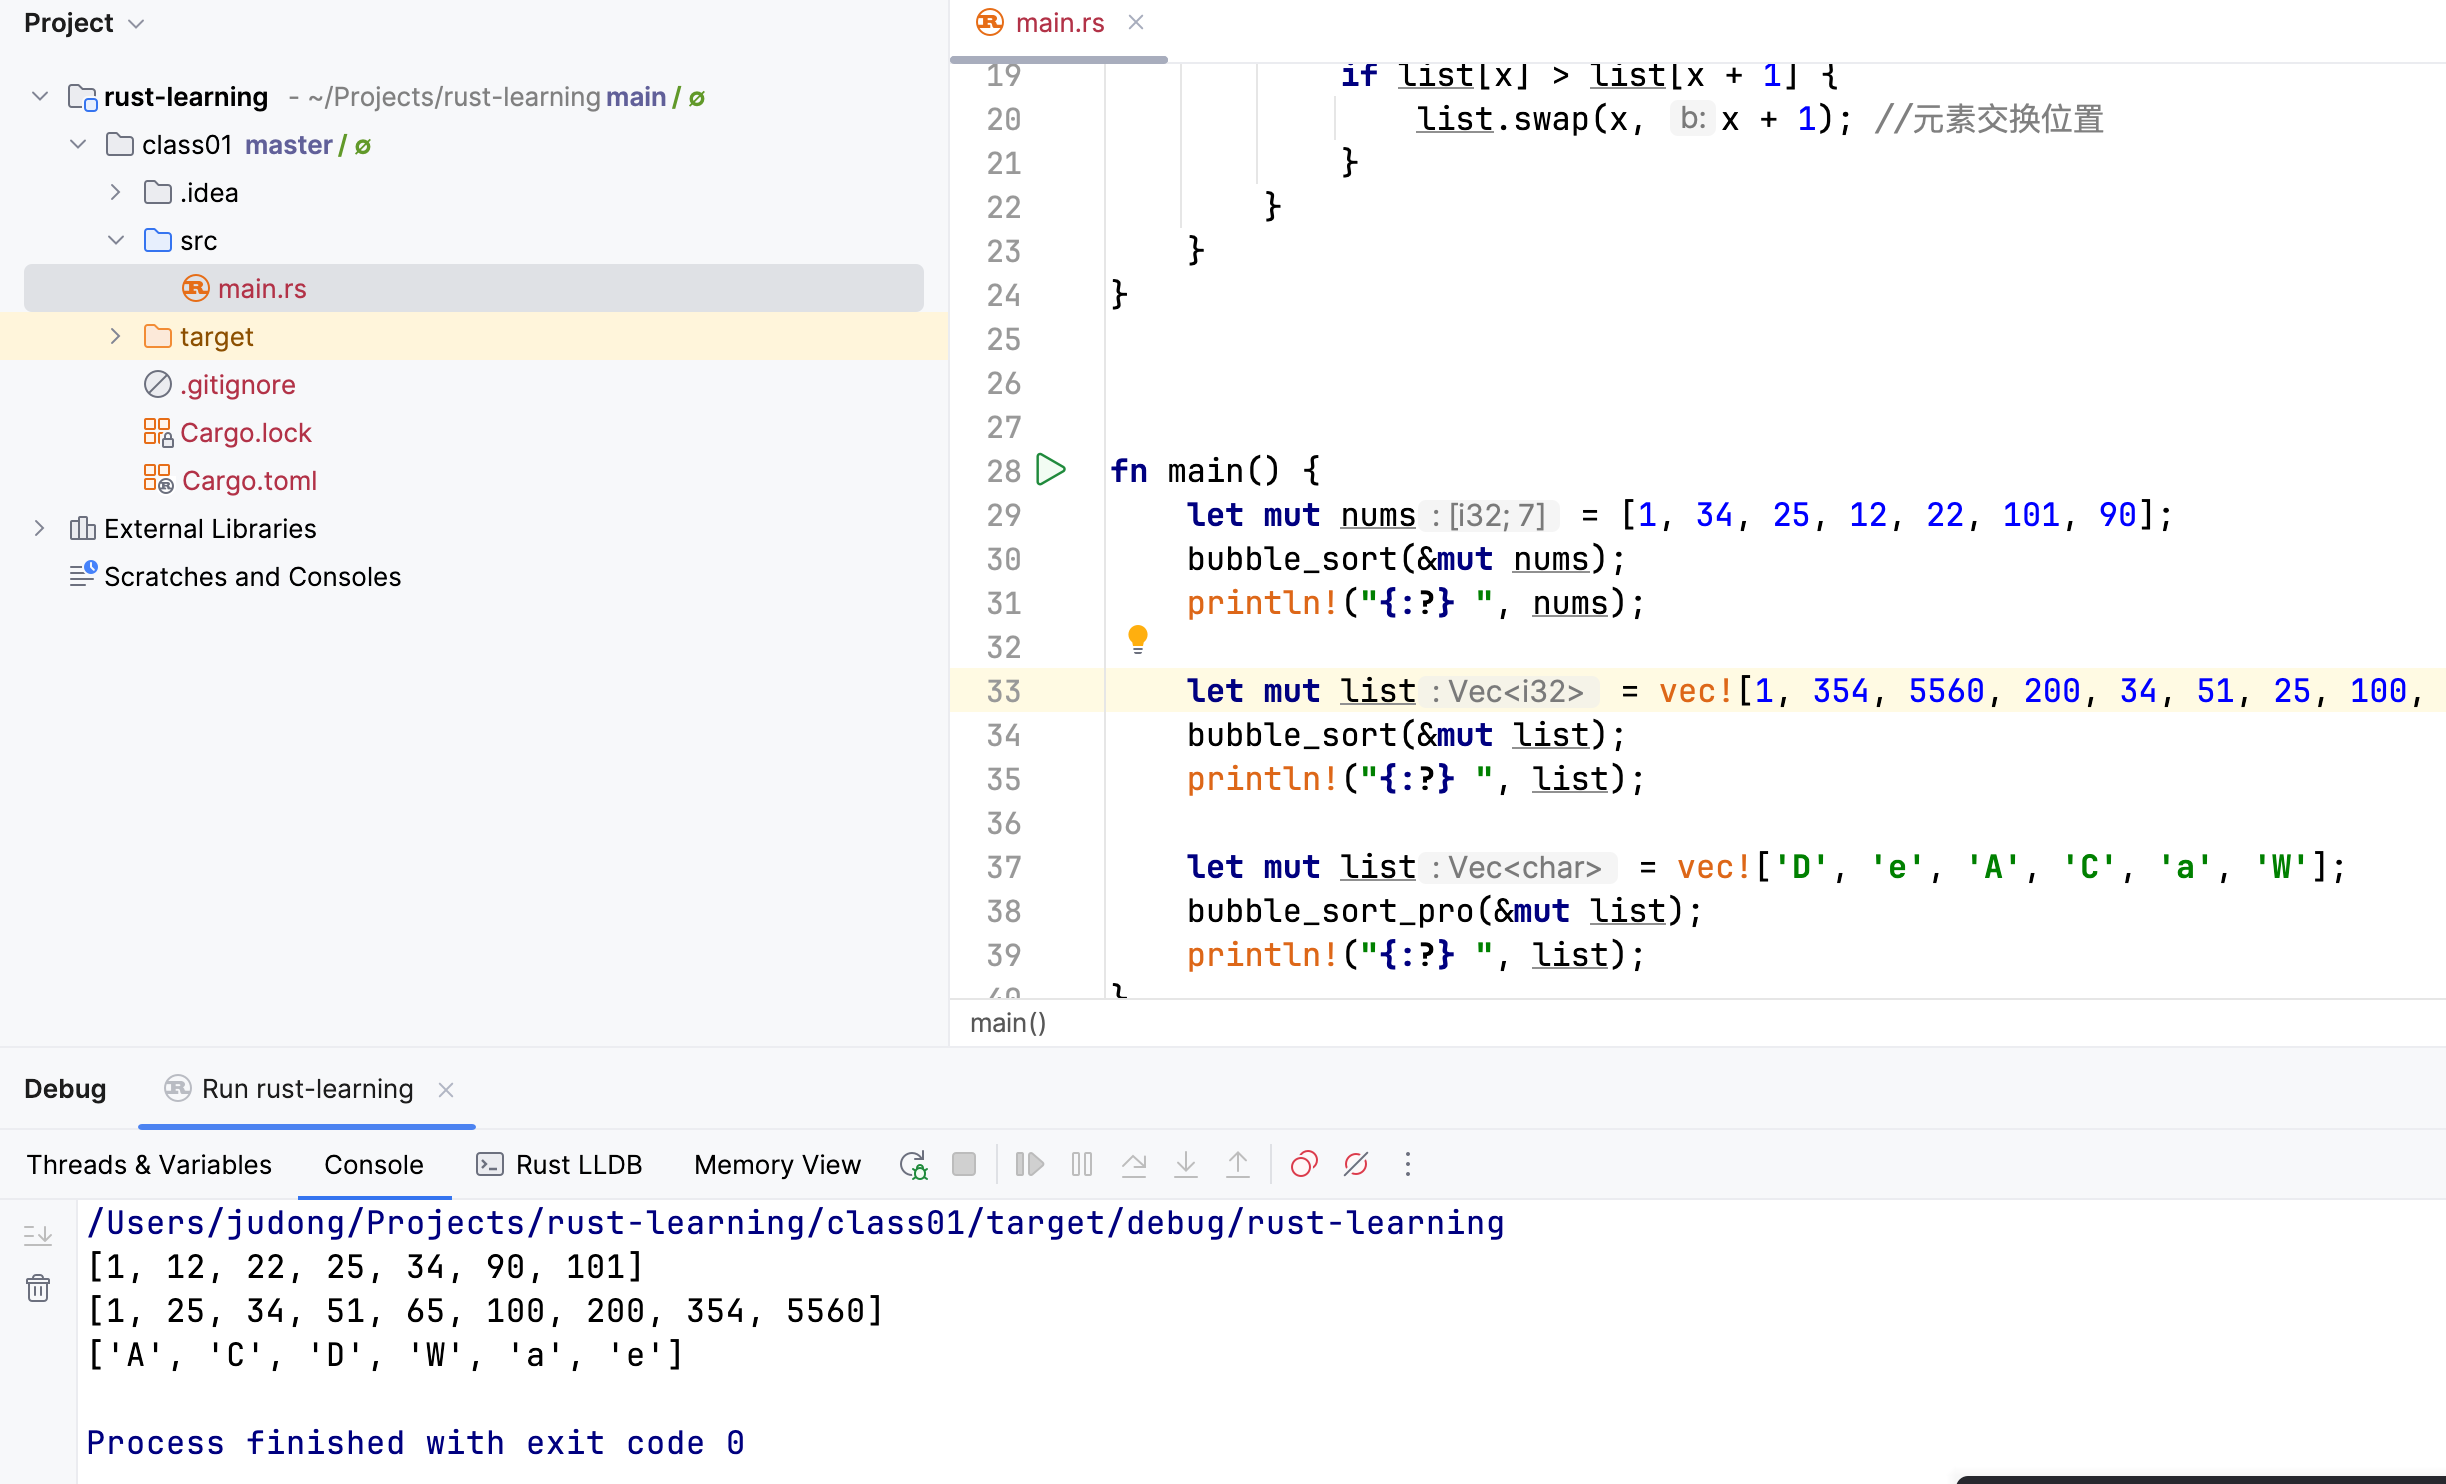 Project
rust-learning - ~/Projects/rust-learning main / ø
class01 master / ø
.idea
src
main.rs
target
.gitignore
Cargo.lock
Cargo.toml
External Libraries
Scratches and Consoles
main.rs
19 if list[x] > list[x + 1] {
20 list.swap(x, b: x + 1); //元素交换位置
21 }
22 }
23 }
24 }
25
26
27
28 fn main() {
29 let mut nums : [i32; 7] = [1, 34, 25, 12, 22, 101, 90];
30 bubble_sort(&mut nums);
31 println!("{:?} ", nums);
32
33 let mut list : Vec<i32> = vec![1, 354, 5560, 200, 34, 51, 25, 100,
34 bubble_sort(&mut list);
35 println!("{:?} ", list);
36
37 let mut list : Vec<char> = vec!['D', 'e', 'A', 'C', 'a', 'W'];
38 bubble_sort_pro(&mut list);
39 println!("{:?} ", list);
40 }
main()
Debug Run rust-learning
Threads & Variables Console Rust LLDB Memory View
/Users/judong/Projects/rust-learning/class01/target/debug/rust-learning
[1, 12, 22, 25, 34, 90, 101]
[1, 25, 34, 51, 65, 100, 200, 354, 5560]
['A', 'C', 'D', 'W', 'a', 'e']
Process finished with exit code 0